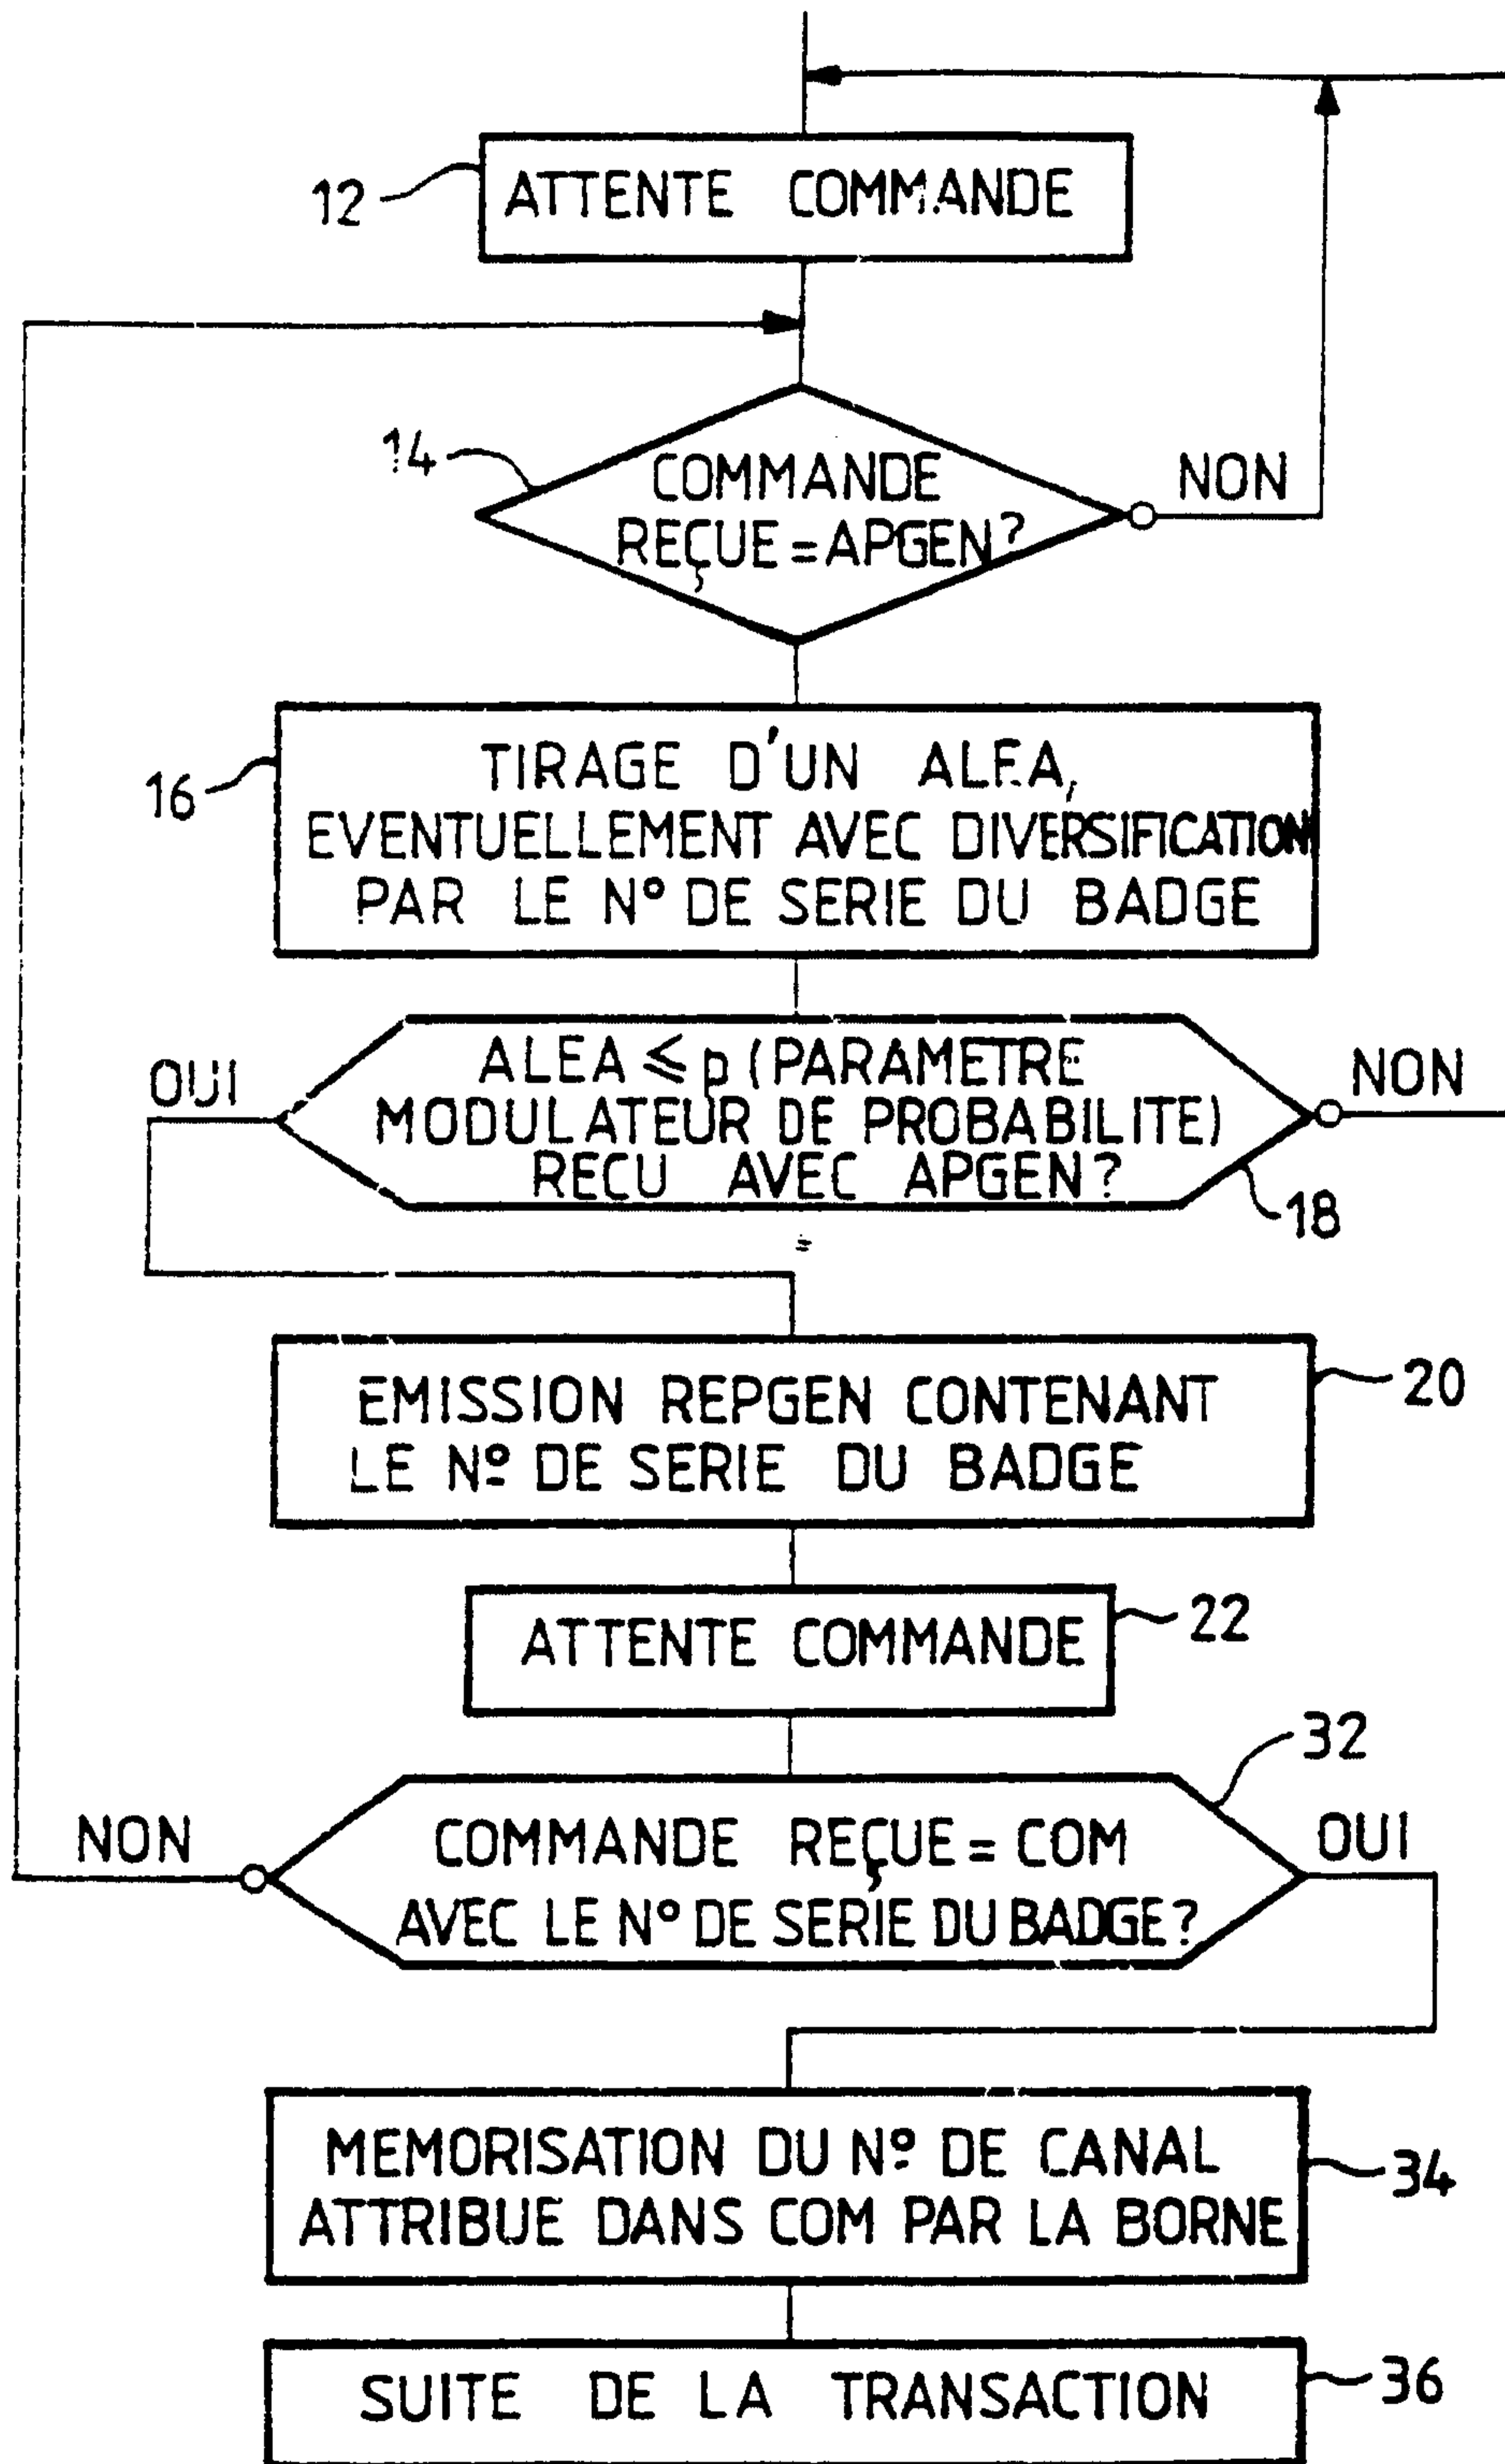 12
ATTENTE COMMANDE
14
COMMANDE
REÇUE = APGEN?
NON
16
TIRAGE D'UN ALEA,
EVENTUELLEMENT AVEC DIVERSIFICATION
PAR LE N° DE SERIE DU BADGE
OUI
ALEA ⩽ p (PARAMETRE
MODULATEUR DE PROBABILITE)
RECU AVEC APGEN?
NON
18
EMISSION REPGEN CONTENANT
LE Nº DE SERIE DU BADGE
20
ATTENTE COMMANDE
22
32
NON
COMMANDE REÇUE = COM
AVEC LE N° DE SERIE DU BADGE?
OUI
MEMORISATION DU Nº DE CANAL
ATTRIBUE DANS COM PAR LA BORNE
34
SUITE DE LA TRANSACTION
36